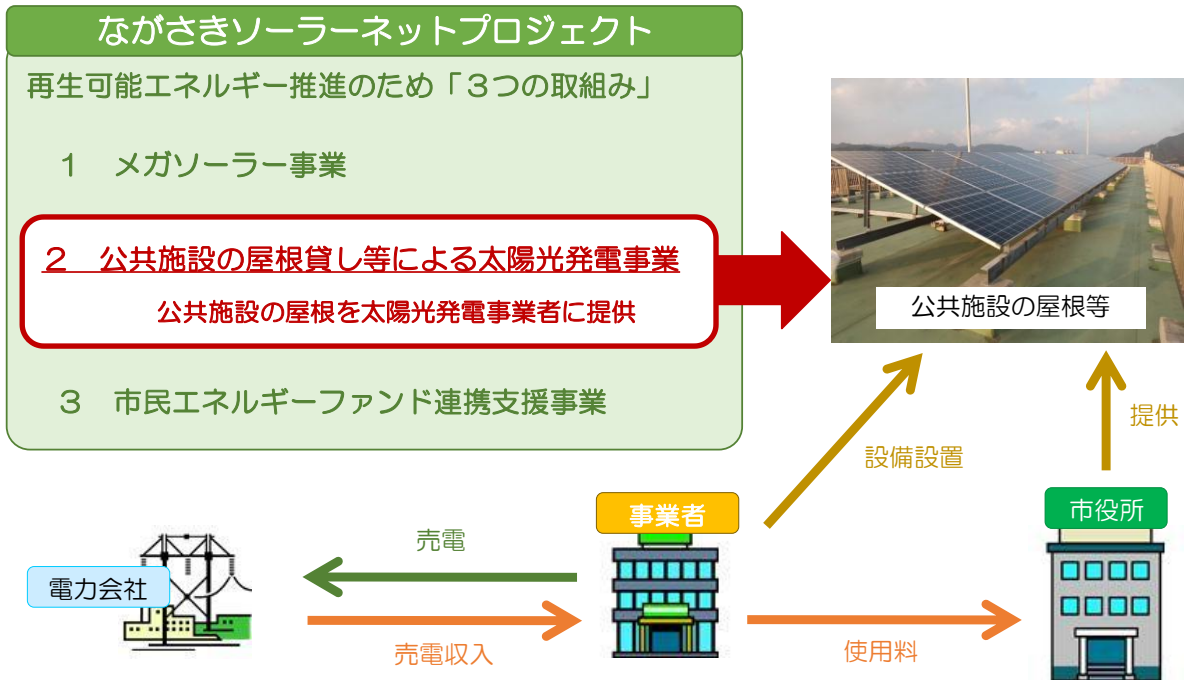 ながさきソーラーネットプロジェクト
再生可能エネルギー推進のため「３つの取組み」
１　メガソーラー事業
２　公共施設の屋根貸し等による太陽光発電事業
公共施設の屋根を太陽光発電事業者に提供
３　市民エネルギーファンド連携支援事業
公共施設の屋根等
設備設置
提供
電力会社
売電
売電収入
事業者
使用料
市役所